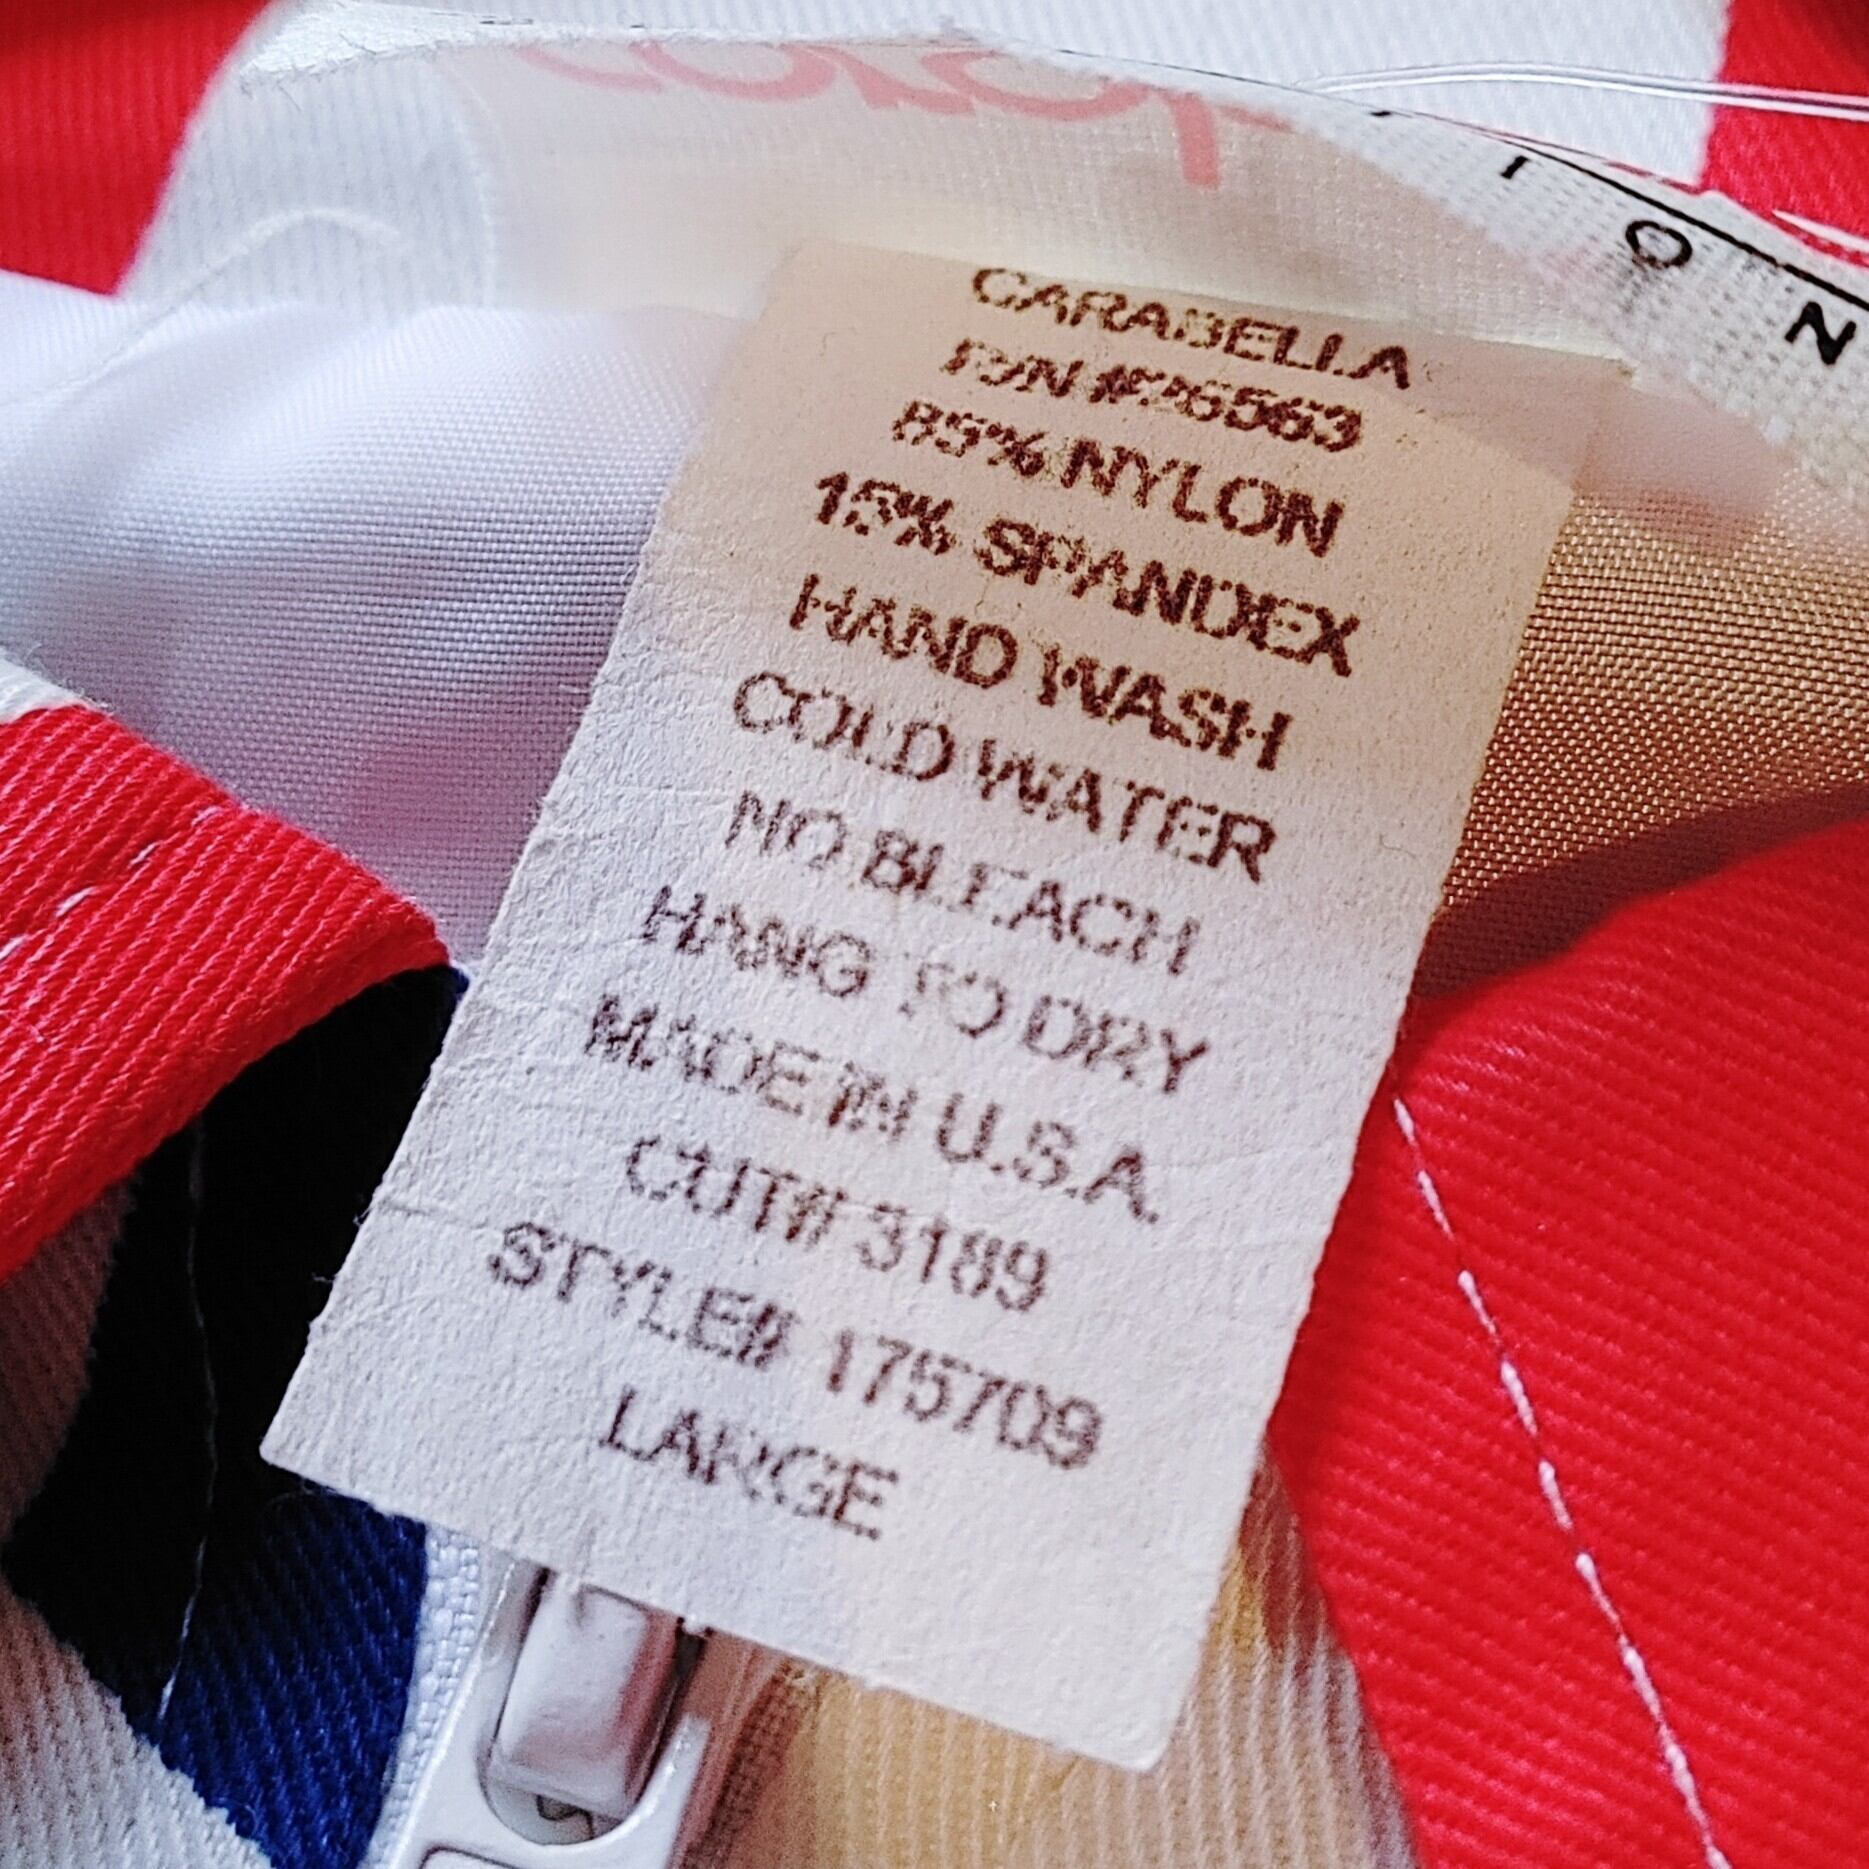 CARABELLA
RN #26563
85% NYLON
15% SPANDEX
HAND WASH
COLD WATER
NO BLEACH
HANG TO DRY
MADE IN U.S.A.
CUT# 3189
STYLE# 175709
LARGE